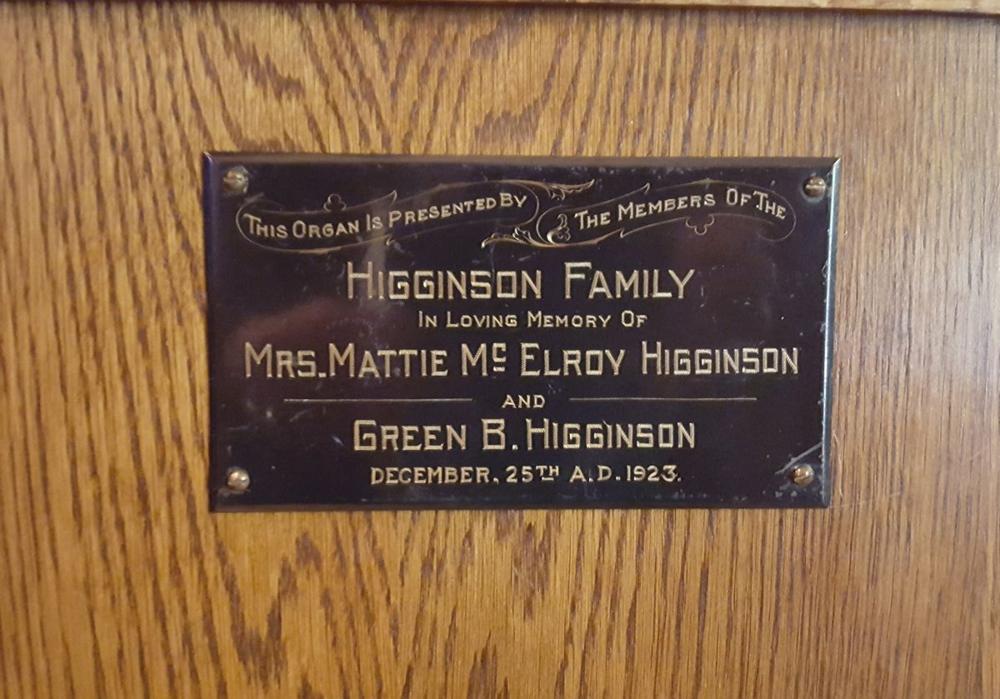 This Organ Is Presented By The Members Of The
Higginson Family
In Loving Memory Of
Mrs. Mattie Mc Elroy Higginson
and
Green B. Higginson
December, 25th A.D. 1923.